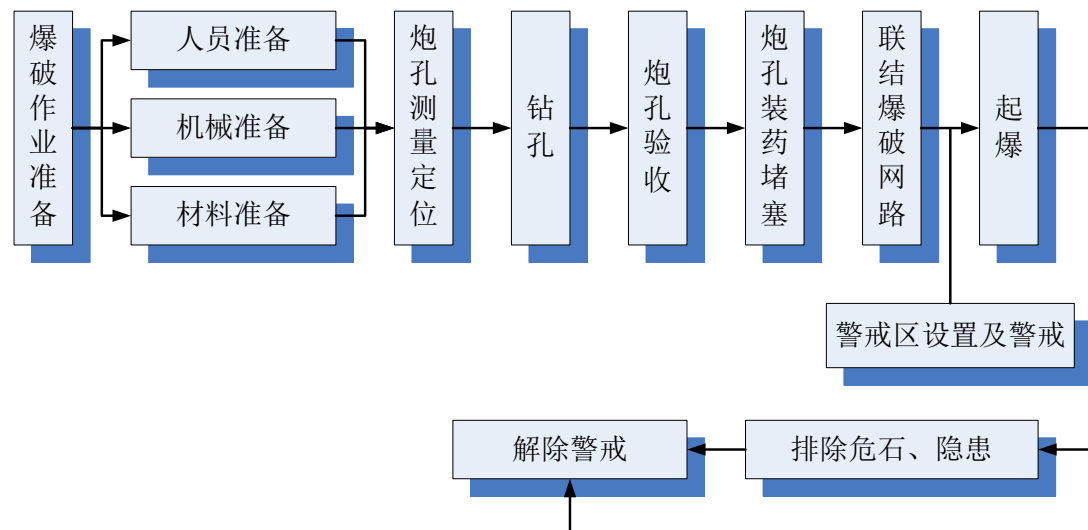 爆破作业准备
人员准备
机械准备
材料准备
炮孔测量定位
钻孔
炮孔验收
炮孔装药堵塞
联结爆破网路
起爆
警戒区设置及警戒
解除警戒
排除危石、隐患